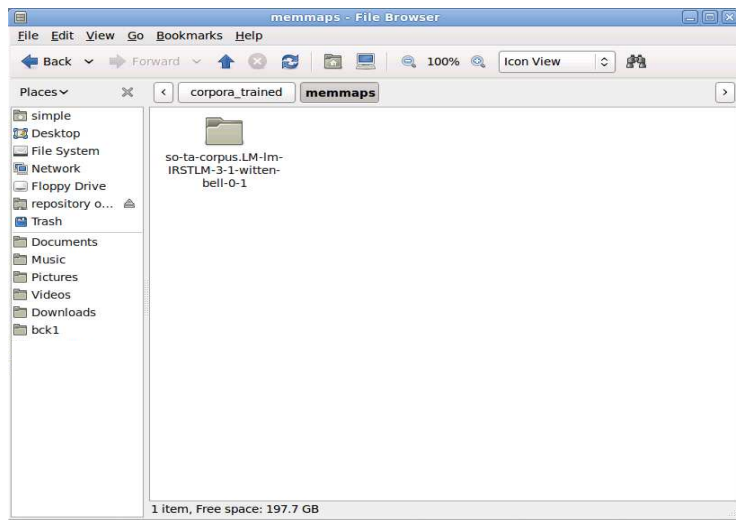 memmaps - File Browser
File Edit View Go Bookmarks Help
Back Forward 100% Icon View
Places corpora_trained memmaps
simple
Desktop
File System
Network
Floppy Drive
repository o...
Trash
Documents
Music
Pictures
Videos
Downloads
bck1
so-ta-corpus.LM-lm-
IRSTLM-3-1-witten-
bell-0-1
1 item, Free space: 197.7 GB